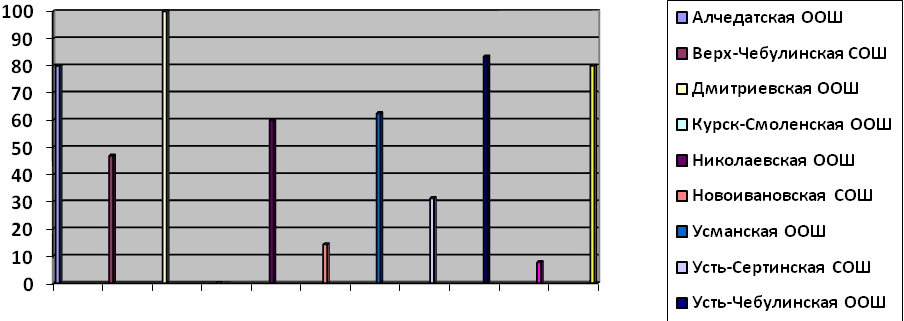 100
90
80
70
60
50
40
30
20
10
0
Алчедатская ООШ
Верх-Чебулинская СОШ
Дмитриевская ООШ
Курск-Смоленская ООШ
Николаевская ООШ
Новоивановская СОШ
Усманская ООШ
Усть-Сертинская СОШ
Усть-Чебулинская ООШ